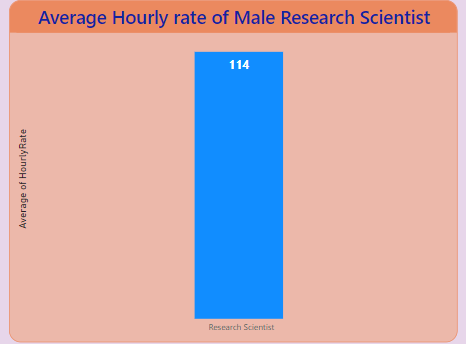 Average Hourly rate of Male Research Scientist
114
Average of HourlyRate
Research Scientist